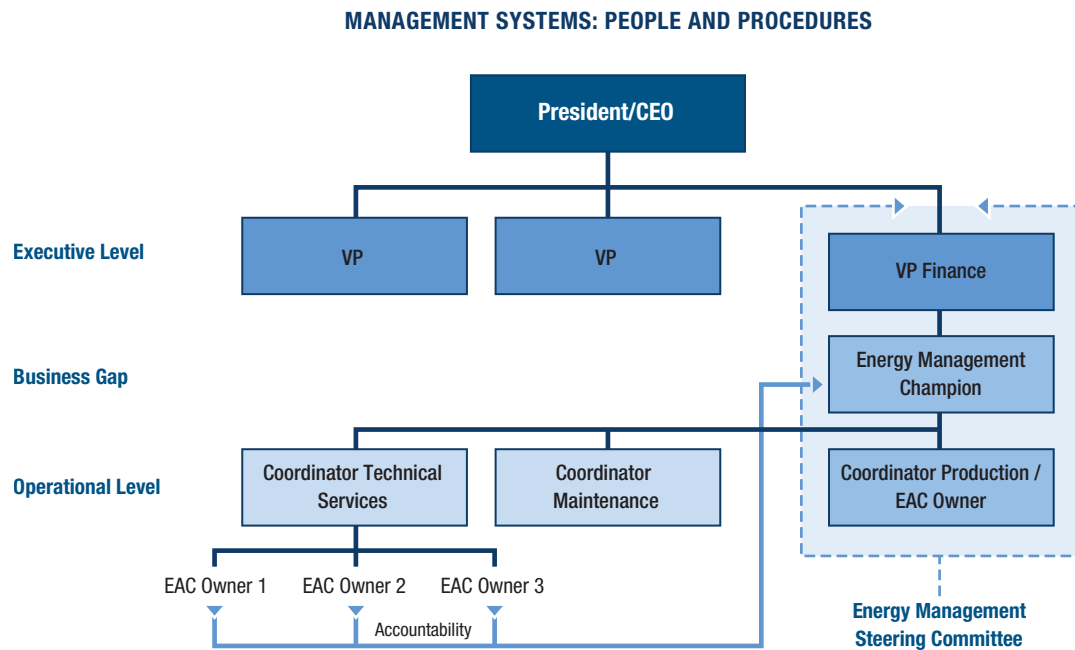 MANAGEMENT SYSTEMS: PEOPLE AND PROCEDURES
President/CEO
Executive Level
VP
VP
VP Finance
Business Gap
Energy Management
Champion
Operational Level
Coordinator Technical
Services
Coordinator
Maintenance
Coordinator Production /
EAC Owner
EAC Owner 1
EAC Owner 2
EAC Owner 3
Accountability
Energy Management
Steering Committee